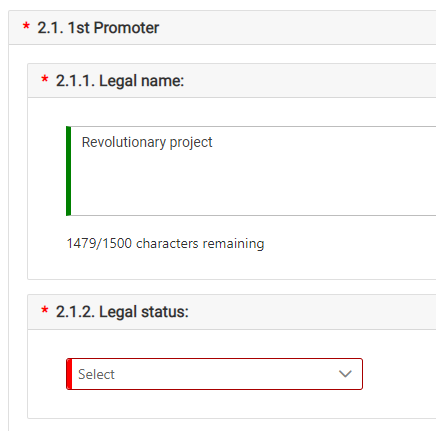 * 2.1. 1st Promoter
* 2.1.1. Legal name:
Revolutionary project
1479/1500 characters remaining
* 2.1.2. Legal status:
Select